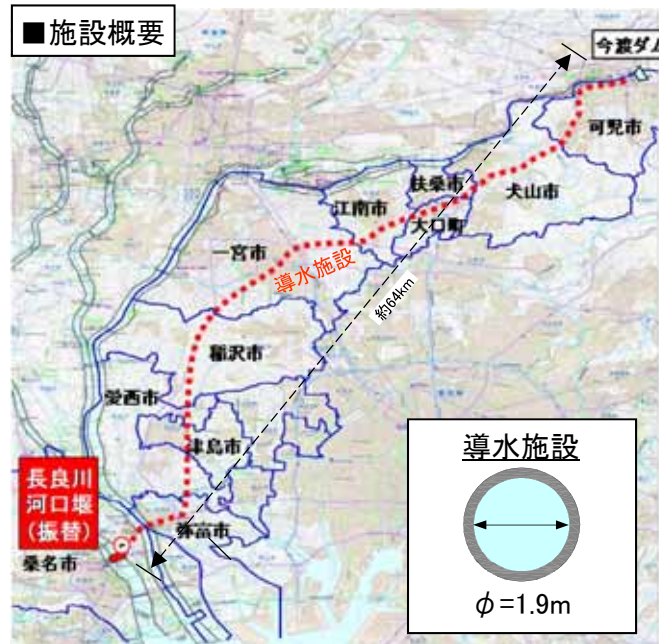 ■施設概要
今渡ダム
可児市
扶桑市
犬山市
江南市
大口町
一宮市
導水施設
約64km
稲沢市
愛西市
津島市
長良川
河口堰
(振替)
弥富市
桑名市
導水施設
φ=1.9m